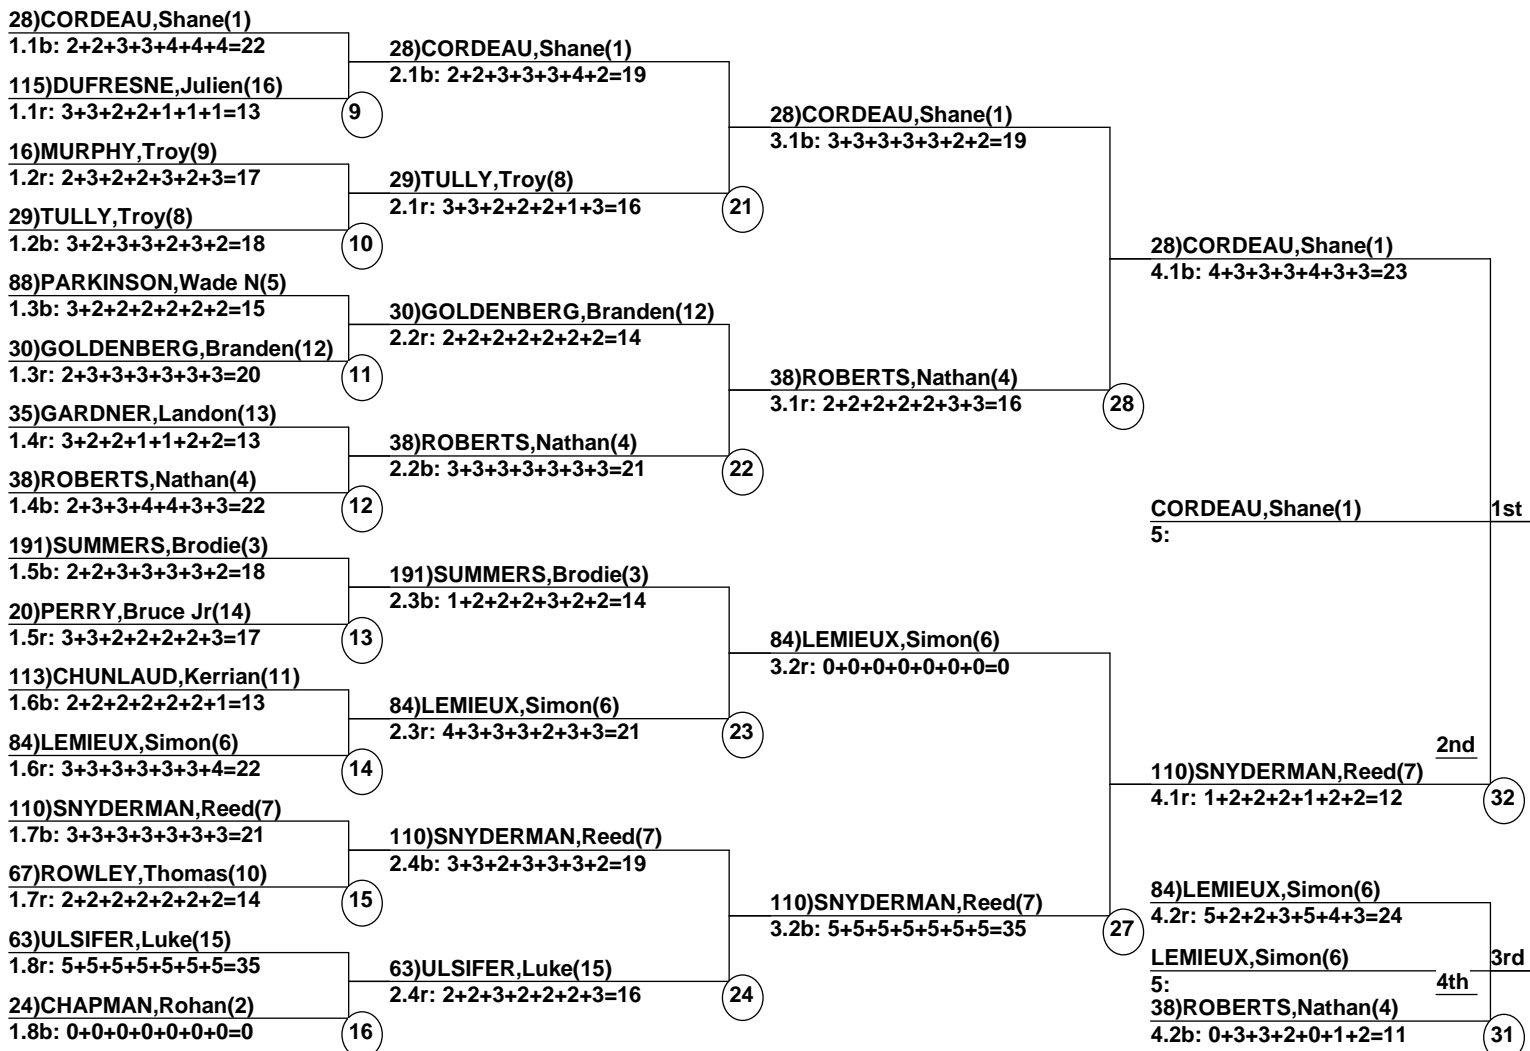 28)CORDEAU,Shane(1)
1.1b: 2+2+3+3+4+4+4=22
115)DUFRESNE,Julien(16)
1.1r: 3+3+2+2+1+1+1=13
9
16)MURPHY,Troy(9)
1.2r: 2+3+2+2+3+2+3=17
29)TULLY,Troy(8)
1.2b: 3+2+3+3+2+3+2=18
10
88)PARKINSON,Wade N(5)
1.3b: 3+2+2+2+2+2+2=15
30)GOLDENBERG,Branden(12)
1.3r: 2+3+3+3+3+3+3=20
11
35)GARDNER,Landon(13)
1.4r: 3+2+2+1+1+2+2=13
38)ROBERTS,Nathan(4)
1.4b: 2+3+3+4+4+3+3=22
12
191)SUMMERS,Brodie(3)
1.5b: 2+2+3+3+3+3+2=18
20)PERRY,Bruce Jr(14)
1.5r: 3+3+2+2+2+2+3=17
13
113)CHUNLAUD,Kerrian(11)
1.6b: 2+2+2+2+2+2+1=13
84)LEMIEUX,Simon(6)
1.6r: 3+3+3+3+3+3+4=22
14
110)SNYDERMAN,Reed(7)
1.7b: 3+3+3+3+3+3+3=21
67)ROWLEY,Thomas(10)
1.7r: 2+2+2+2+2+2+2=14
15
63)ULSIFER,Luke(15)
1.8r: 5+5+5+5+5+5+5=35
24)CHAPMAN,Rohan(2)
1.8b: 0+0+0+0+0+0+0=0
16
28)CORDEAU,Shane(1)
2.1b: 2+2+3+3+3+4+2=19
29)TULLY,Troy(8)
2.1r: 3+3+2+2+2+1+3=16
21
30)GOLDENBERG,Branden(12)
2.2r: 2+2+2+2+2+2+2=14
38)ROBERTS,Nathan(4)
2.2b: 3+3+3+3+3+3+3=21
22
191)SUMMERS,Brodie(3)
2.3b: 1+2+2+2+3+2+2=14
84)LEMIEUX,Simon(6)
2.3r: 4+3+3+3+2+3+3=21
23
110)SNYDERMAN,Reed(7)
2.4b: 3+3+2+3+3+3+2=19
63)ULSIFER,Luke(15)
2.4r: 2+2+3+2+2+2+3=16
24
28)CORDEAU,Shane(1)
3.1b: 3+3+3+3+3+2+2=19
38)ROBERTS,Nathan(4)
3.1r: 2+2+2+2+2+3+3=16
28
84)LEMIEUX,Simon(6)
3.2r: 0+0+0+0+0+0+0=0
110)SNYDERMAN,Reed(7)
3.2b: 5+5+5+5+5+5+5=35
27
28)CORDEAU,Shane(1)
4.1b: 4+3+3+3+4+3+3=23
CORDEAU,Shane(1)
1st
5:
2nd
110)SNYDERMAN,Reed(7)
4.1r: 1+2+2+2+1+2+2=12
32
84)LEMIEUX,Simon(6)
4.2r: 5+2+2+3+5+4+3=24
LEMIEUX,Simon(6)
3rd
5:
4th
38)ROBERTS,Nathan(4)
4.2b: 0+3+3+2+0+1+2=11
31